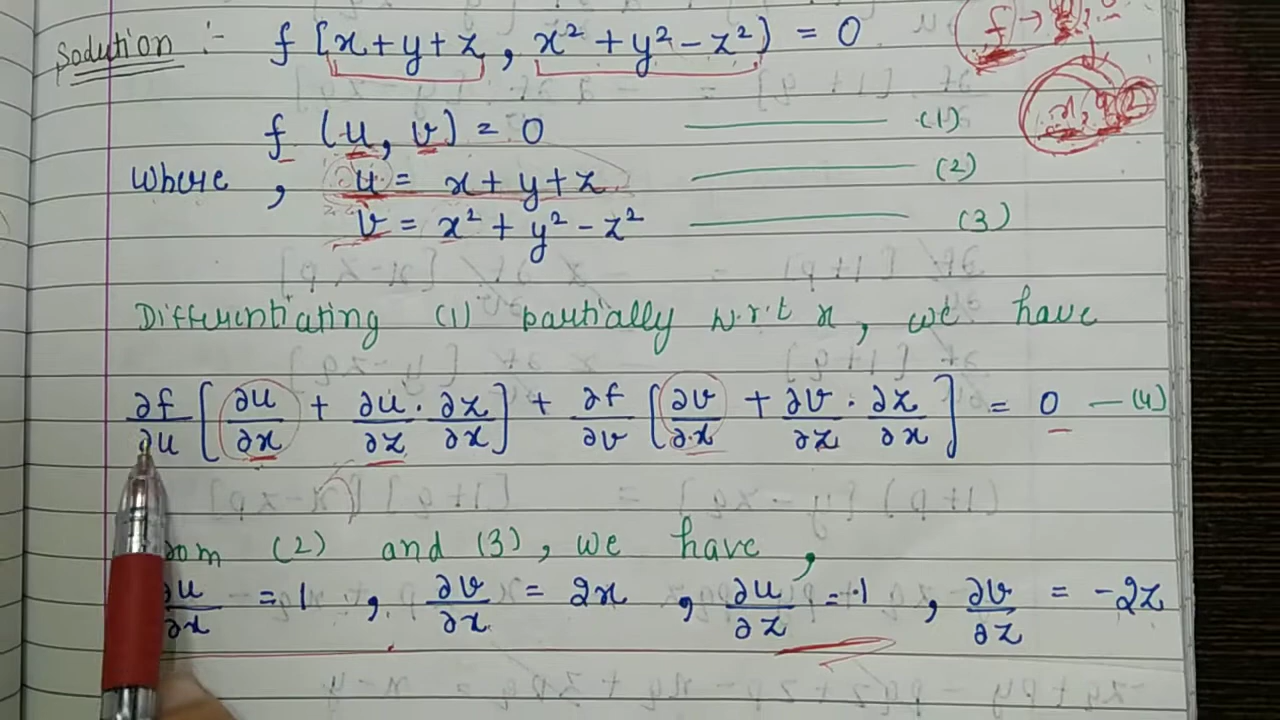 Solution :- f [x+y+z, x² + y² - z²) = 0
f → 
f (u, v) = 0 ——— (1)
x, y, z
where, u = x+y+z ——— (2)
v = x² + y² - z² ——— (3)
Differentiating (1) partially w.r.t x, we have
∂f/∂u [∂u/∂x + ∂u/∂z · ∂z/∂x] + ∂f/∂v [∂v/∂x + ∂v/∂z · ∂z/∂x] = 0 — (4)
(2) and (3), we have,
∂u/∂x = 1, ∂v/∂x = 2x, ∂u/∂z = 1, ∂v/∂z = -2z